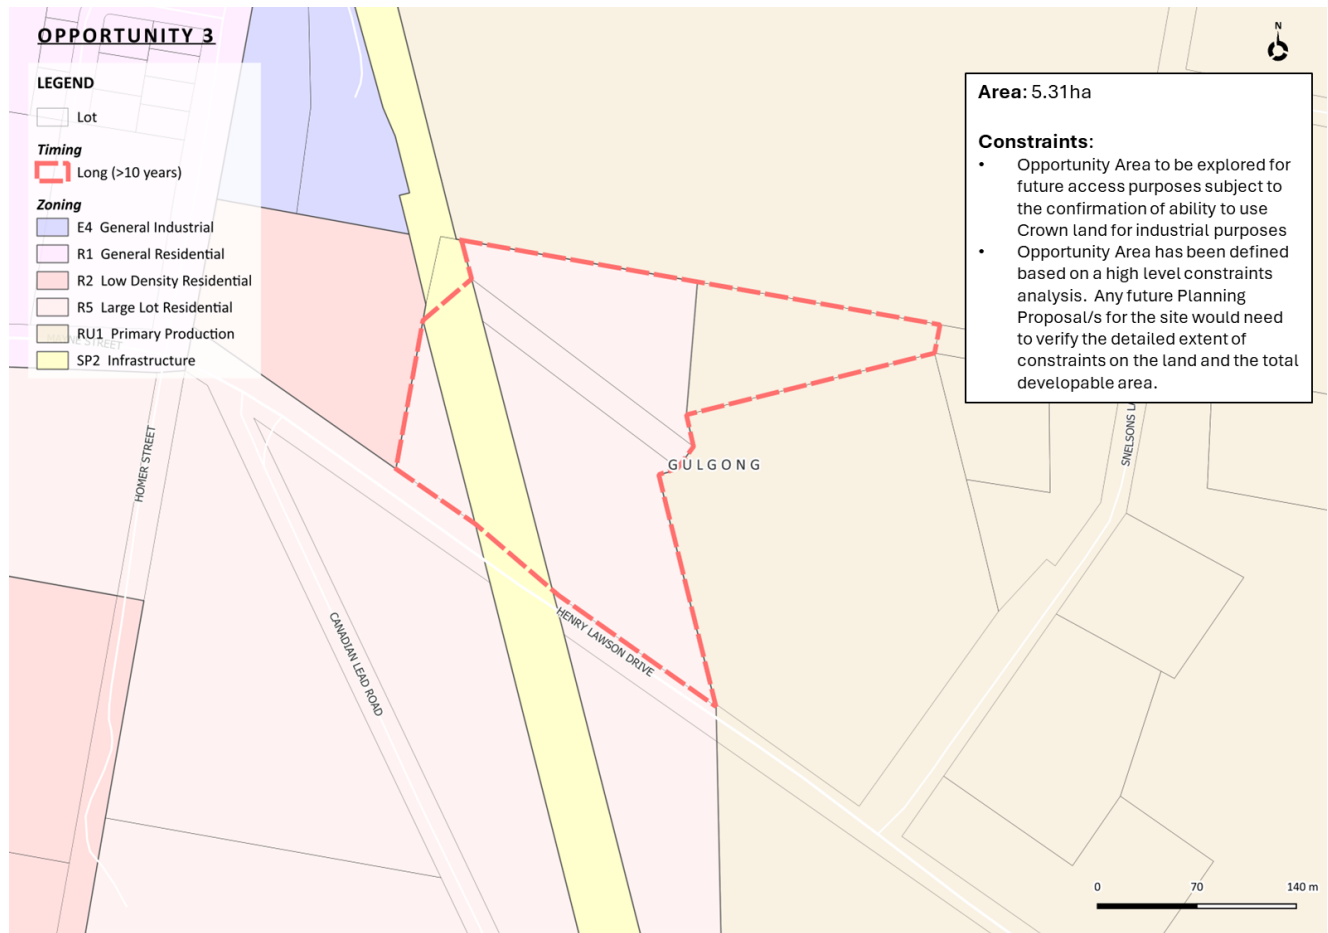 OPPORTUNITY 3
LEGEND
Lot
Timing
Long (>10 years)
Zoning
E4 General Industrial
R1 General Residential
R2 Low Density Residential
R5 Large Lot Residential
RU1 Primary Production
SP2 Infrastructure
N
Area: 5.31ha
Constraints:
• Opportunity Area to be explored for
future access purposes subject to
the confirmation of ability to use
Crown land for industrial purposes
• Opportunity Area has been defined
based on a high level constraints
analysis. Any future Planning
Proposal/s for the site would need
to verify the detailed extent of
constraints on the land and the total
developable area.
STREET
HOMER STREET
CANADIAN LEAD ROAD
HENRY LAWSON DRIVE
GULGONG
SNELSONS
0 70 140 m